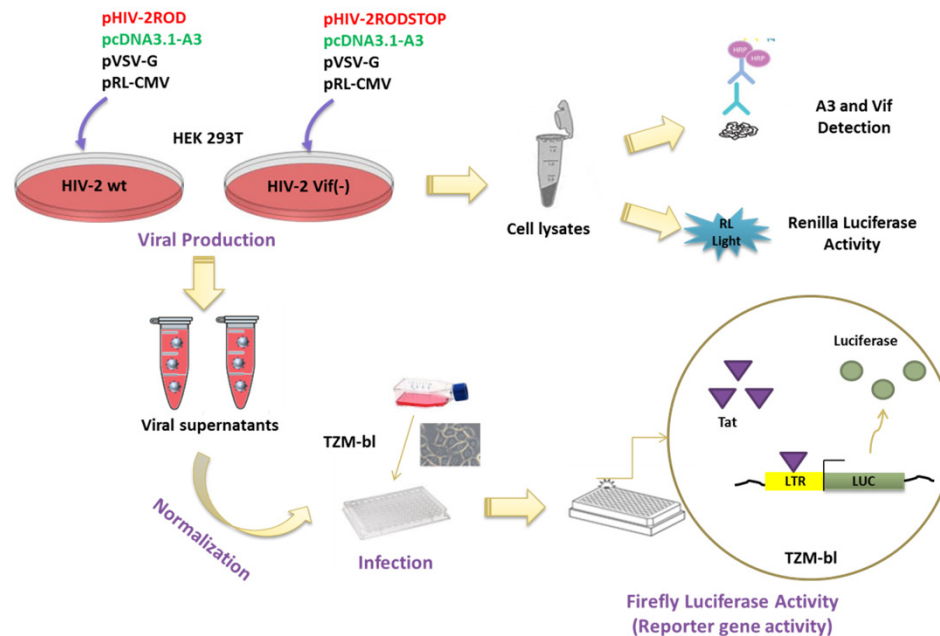 pHIV-2ROD
pcDNA3.1-A3
pVSV-G
pRL-CMV
pHIV-2RODSTOP
pcDNA3.1-A3
pVSV-G
pRL-CMV
HEK 293T
HIV-2 wt
HIV-2 Vif(-)
Viral Production
Cell lysates
HRP
HRP
A3 and Vif
Detection
RL
Light
Renilla Luciferase
Activity
Viral supernatants
Normalization
TZM-bl
Infection
Luciferase
Tat
LTR
LUC
TZM-bl
Firefly Luciferase Activity
(Reporter gene activity)